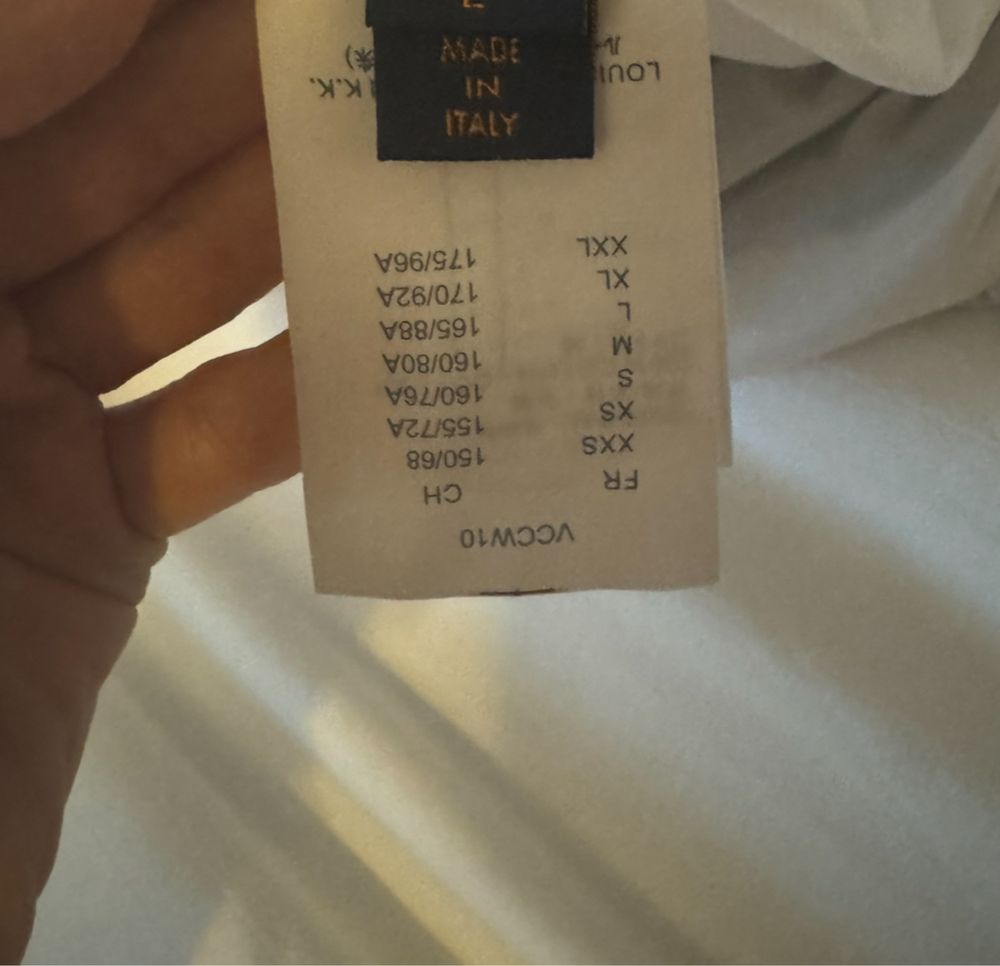 MADE
IN
ITALY
VCCW10
FR CH
XXS 150/68
XS 155/72A
S 160/76A
M 160/80A
L 165/88A
XL 170/92A
XXL 175/96A
K.K.